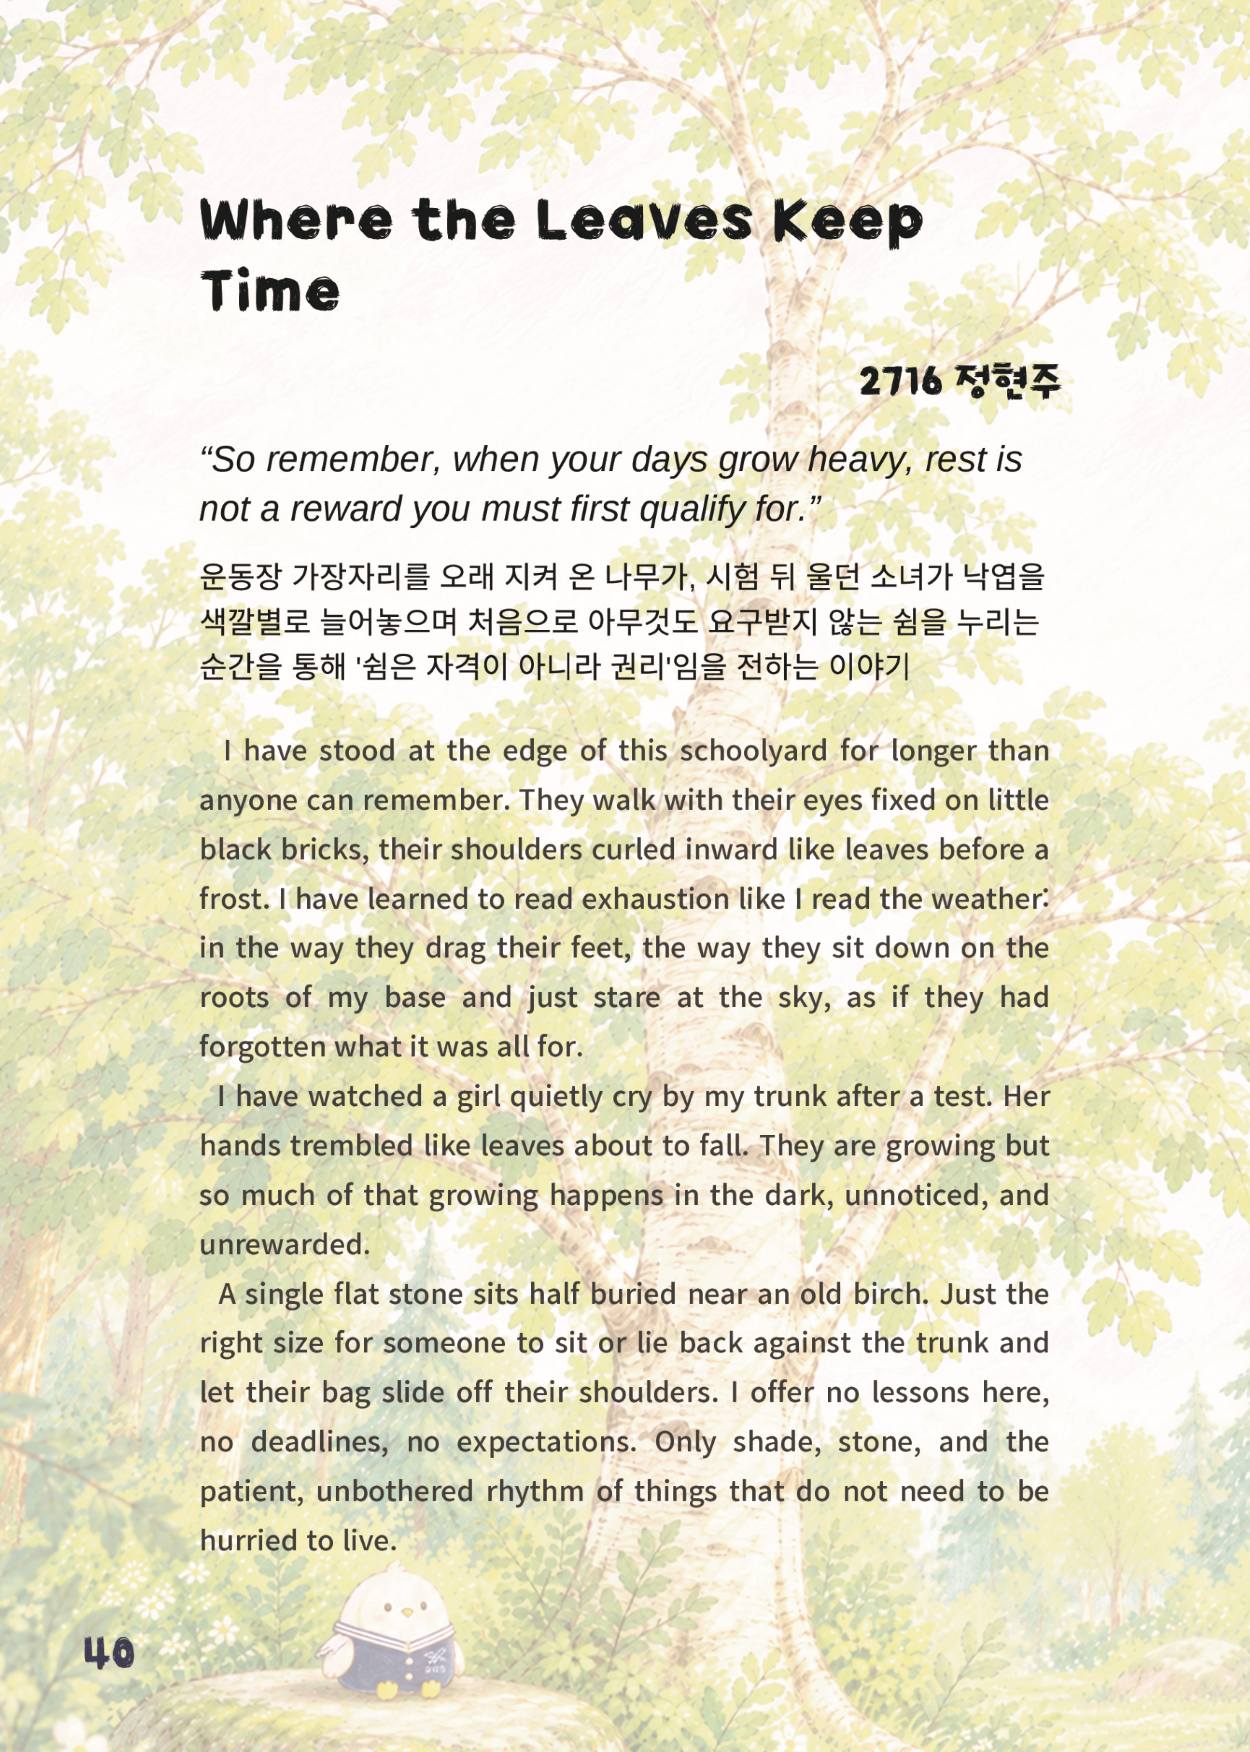 Where the Leaves Keep
Time
2716 정현주
“So remember, when your days grow heavy, rest is
not a reward you must first qualify for.”
운동장 가장자리를 오래 지켜 온 나무가, 시험 뒤 울던 소녀가 낙엽을
색깔별로 늘어놓으며 처음으로 아무것도 요구받지 않는 쉼을 누리는
순간을 통해 '쉼은 자격이 아니라 권리'임을 전하는 이야기
I have stood at the edge of this schoolyard for longer than
anyone can remember. They walk with their eyes fixed on little
black bricks, their shoulders curled inward like leaves before a
frost. I have learned to read exhaustion like I read the weather:
in the way they drag their feet, the way they sit down on the
roots of my base and just stare at the sky, as if they had
forgotten what it was all for.
I have watched a girl quietly cry by my trunk after a test. Her
hands trembled like leaves about to fall. They are growing but
so much of that growing happens in the dark, unnoticed, and
unrewarded.
A single flat stone sits half buried near an old birch. Just the
right size for someone to sit or lie back against the trunk and
let their bag slide off their shoulders. I offer no lessons here,
no deadlines, no expectations. Only shade, stone, and the
patient, unbothered rhythm of things that do not need to be
hurried to live.
40